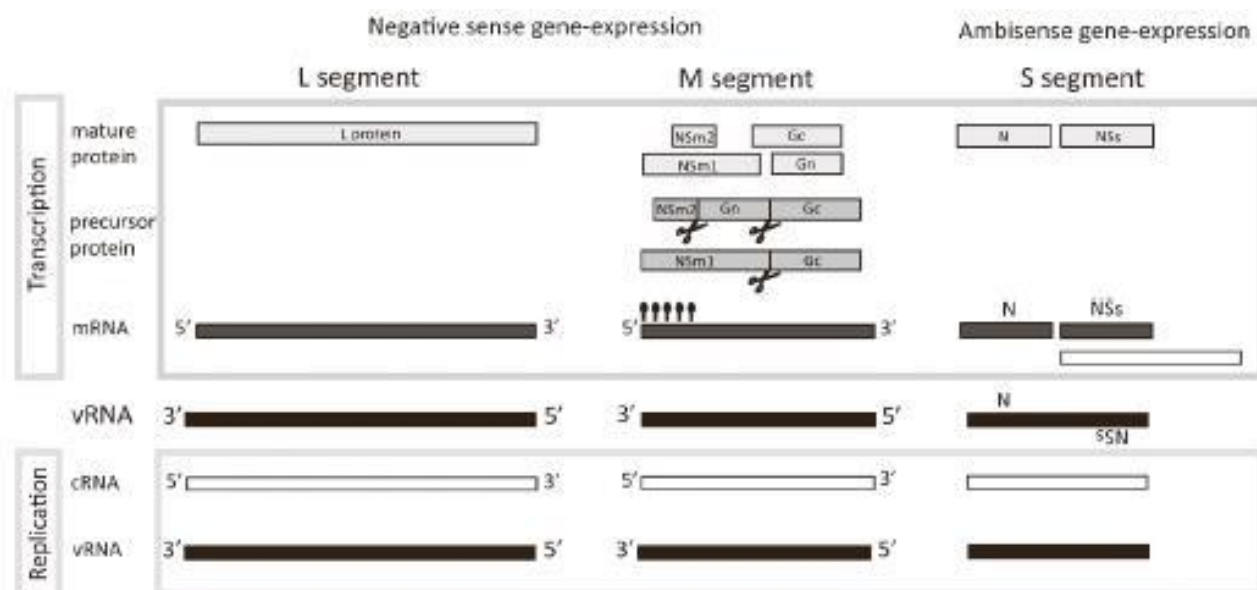 Negative sense gene-expression
Ambisense gene-expression
L segment
M segment
S segment
Transcription
mature
protein
L protein
NSm2
Gc
N
NSs
NSm1
Gn
precursor
protein
NSm2
Gn
Gc
NSm1
Gc
mRNA
5'
3'
5'
3'
N
NSs
vRNA
3'
5'
3'
5'
N
NSs
Replication
cRNA
5'
3'
5'
3'
vRNA
3'
5'
3'
5'